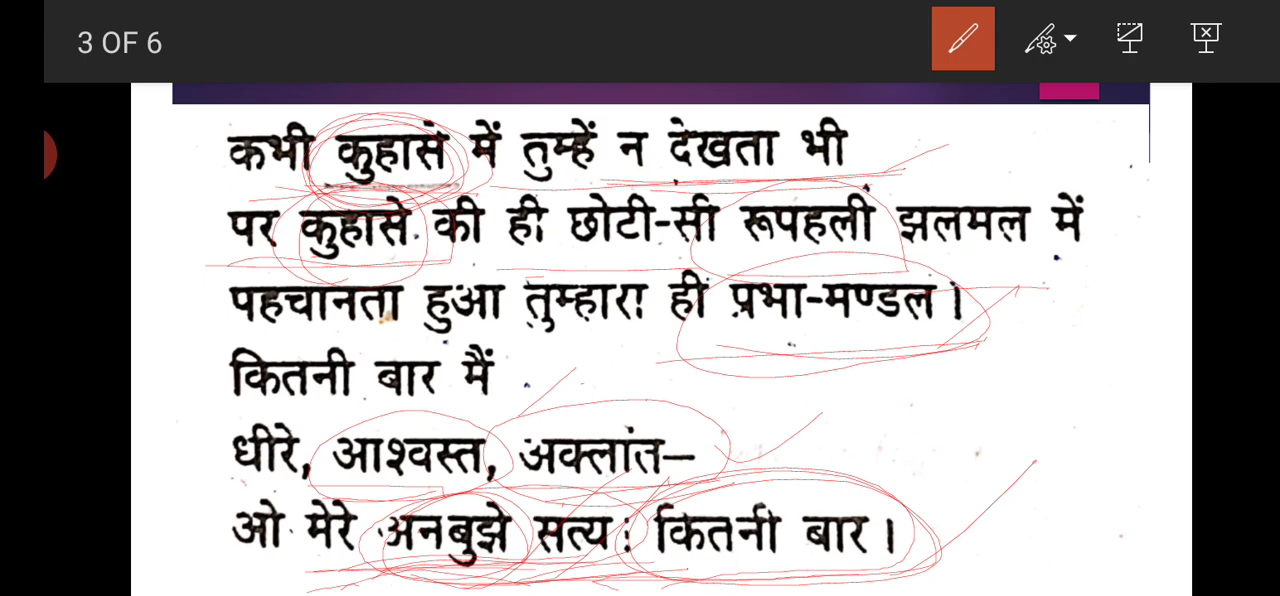 3 OF 6
कभी कुहासे में तुम्हें न देखता भी
पर कुहासे की ही छोटी-सी रूपहली झलमल में
पहचानता हुआ तुम्हारा ही प्रभा-मण्डल।
कितनी बार मैं
धीरे, आश्वस्त, अक्लांत—
ओ मेरे अनबुझे सत्य: कितनी बार।